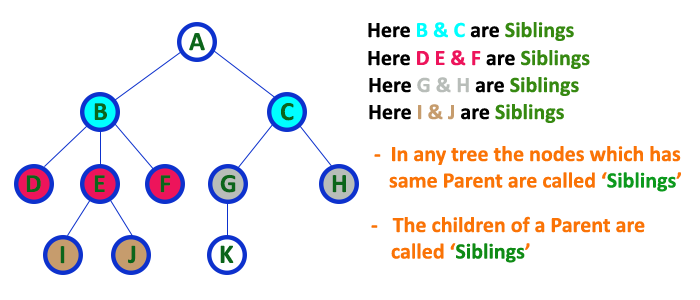 A
B
C
D
E
F
G
H
I
J
K
Here B & C are Siblings
Here D E & F are Siblings
Here G & H are Siblings
Here I & J are Siblings
- In any tree the nodes which has
same Parent are called ‘Siblings’
- The children of a Parent are
called ‘Siblings’